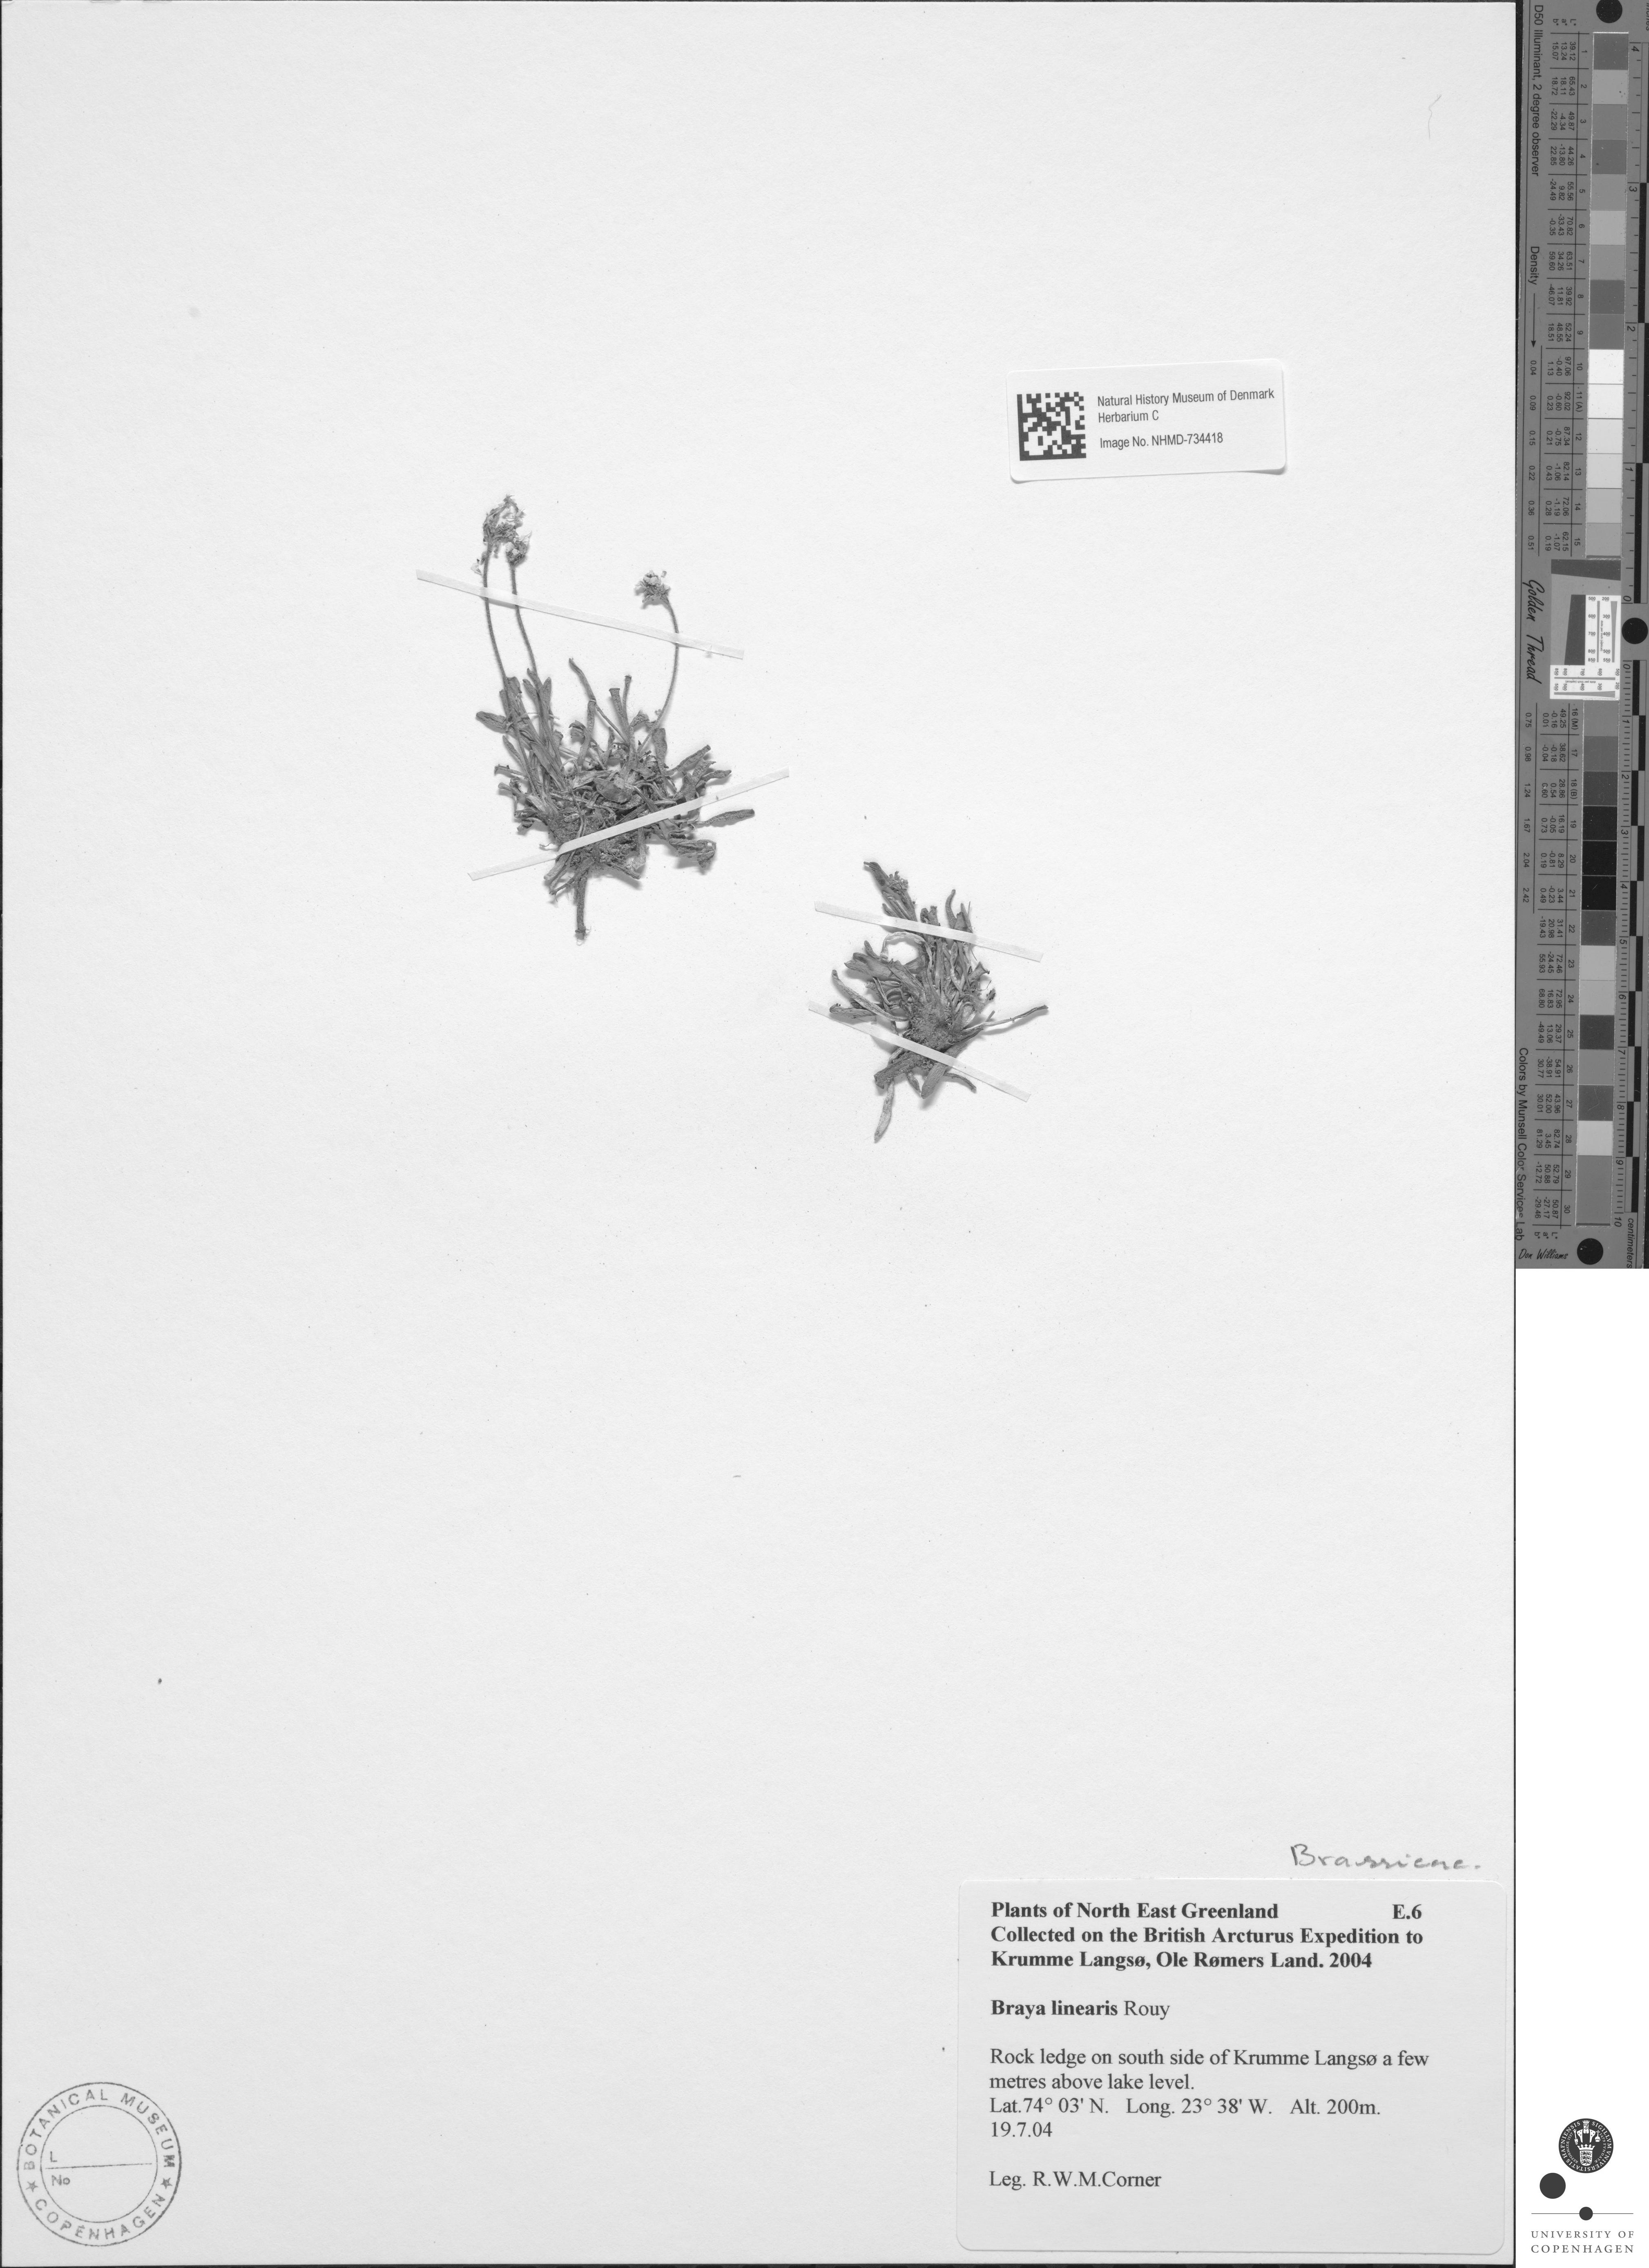 Natural History Museum of Denmark
Herbarium C
Image No. NHMD-734418
Brassicac.
Plants of North East Greenland E.6
Collected on the British Arcturus Expedition to
Krumme Langsø, Ole Rømers Land. 2004
Braya linearis Rouy
Rock ledge on south side of Krumme Langsø a few
metres above lake level.
Lat.74° 03' N. Long. 23° 38' W. Alt. 200m.
19.7.04
Leg. R.W.M.Corner
BOTANICAL MUSEUM
COPENHAGEN
L
No
D50 Illuminant, 2 degree observer
Density
Golden Thread
Colors by Munsell Color Services Lab
Don Williams
centimeters
UNIVERSITY OF
COPENHAGEN